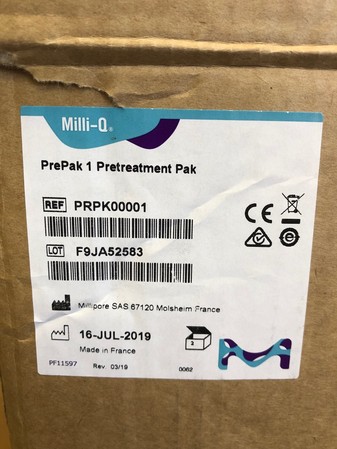 Milli-Q®
PrePak 1 Pretreatment Pak
REF PRPK00001
LOT F9JA52583
Millipore SAS 67120 Molsheim France
16-JUL-2019
Made in France
PF11597 Rev. 03/19 0062